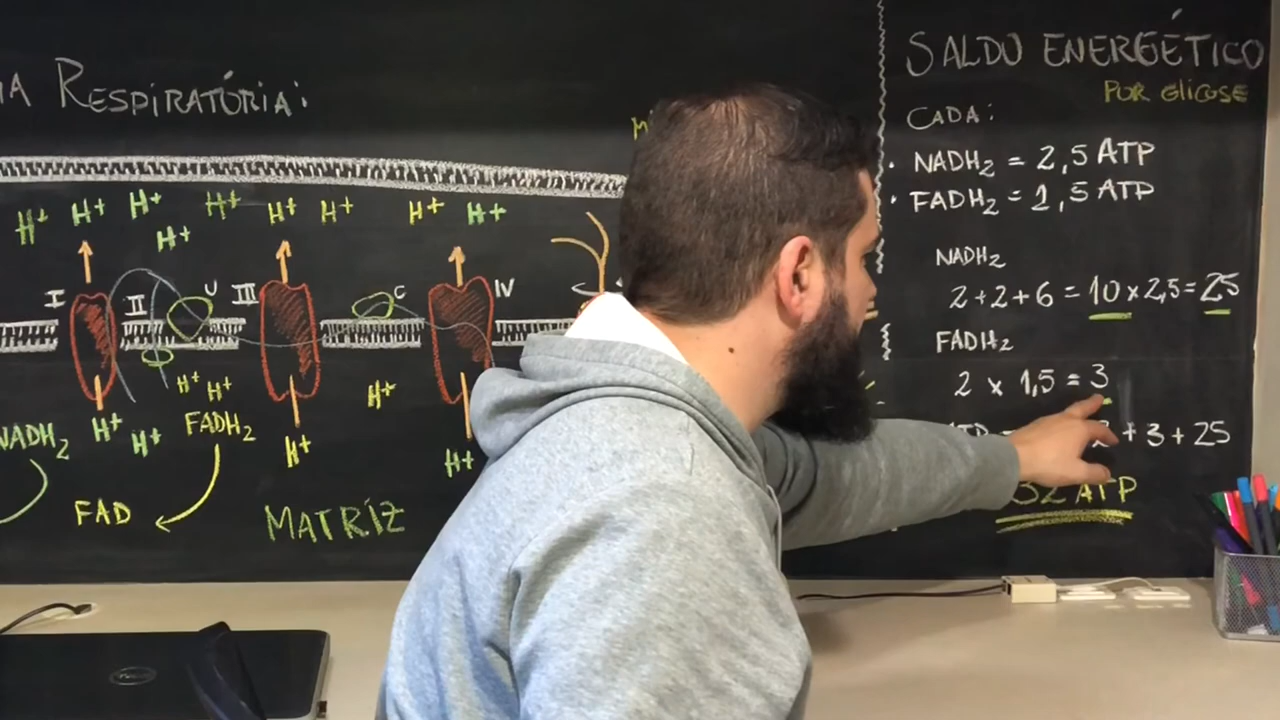 RESPIRATÓRIA:
H+ H+ H+ H+ H+ H+ H+ H+
H+
I II U III C IV
H+ H+ H+
NADH₂ H+ H+ FADH₂ H+ H+
FAD MATRÍZ
SALDO ENERGÉTICO
POR GLICOSE
CADA:
• NADH₂ = 2,5 ATP
• FADH₂ = 1,5 ATP
NADH₂
2+2+6 = 10 x 2,5 = 25
FADH₂
2 x 1,5 = 3
+ 3 + 25
32 ATP